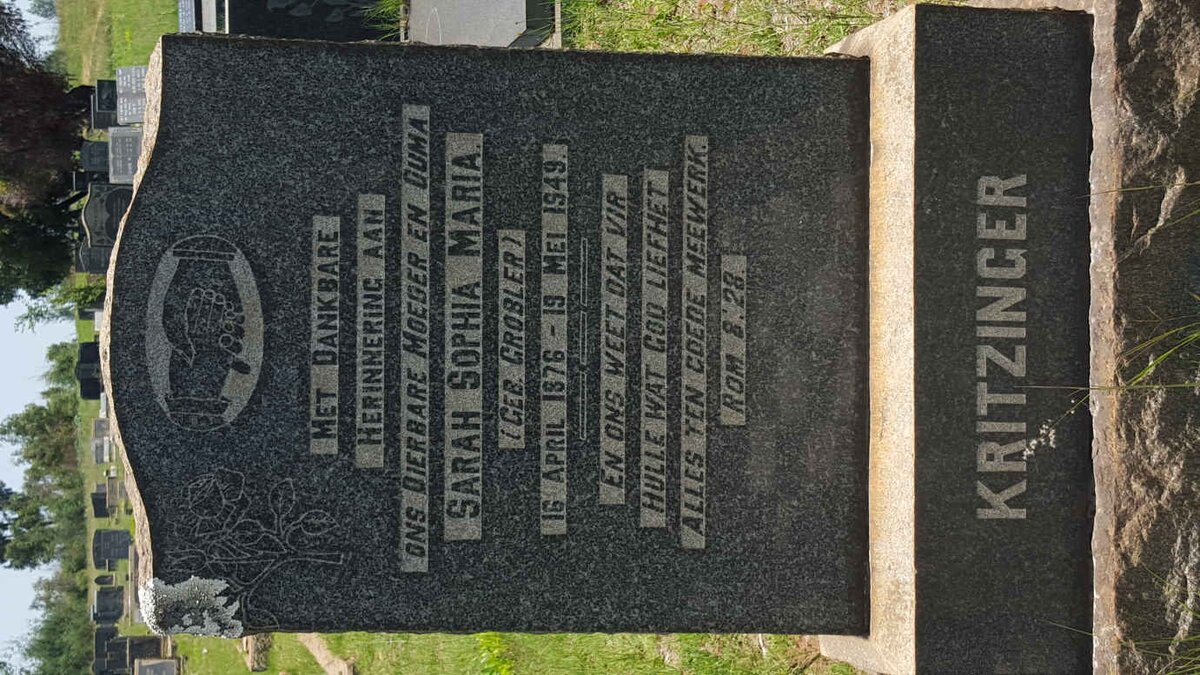 MET DANKBARE
HERINNERING AAN
ONS DIERBARE MOEDER EN OUMA
SARAH SOPHIA MARIA
(GEB. GROBLER)
16 APRIL 1876 - 19 MEI 1949.
EN ONS WEET DAT VIR
HULLE WAT GOD LIEFHET
ALLES TEN GOEDE MEEWERK.
ROM 8:28.
KRITZINGER